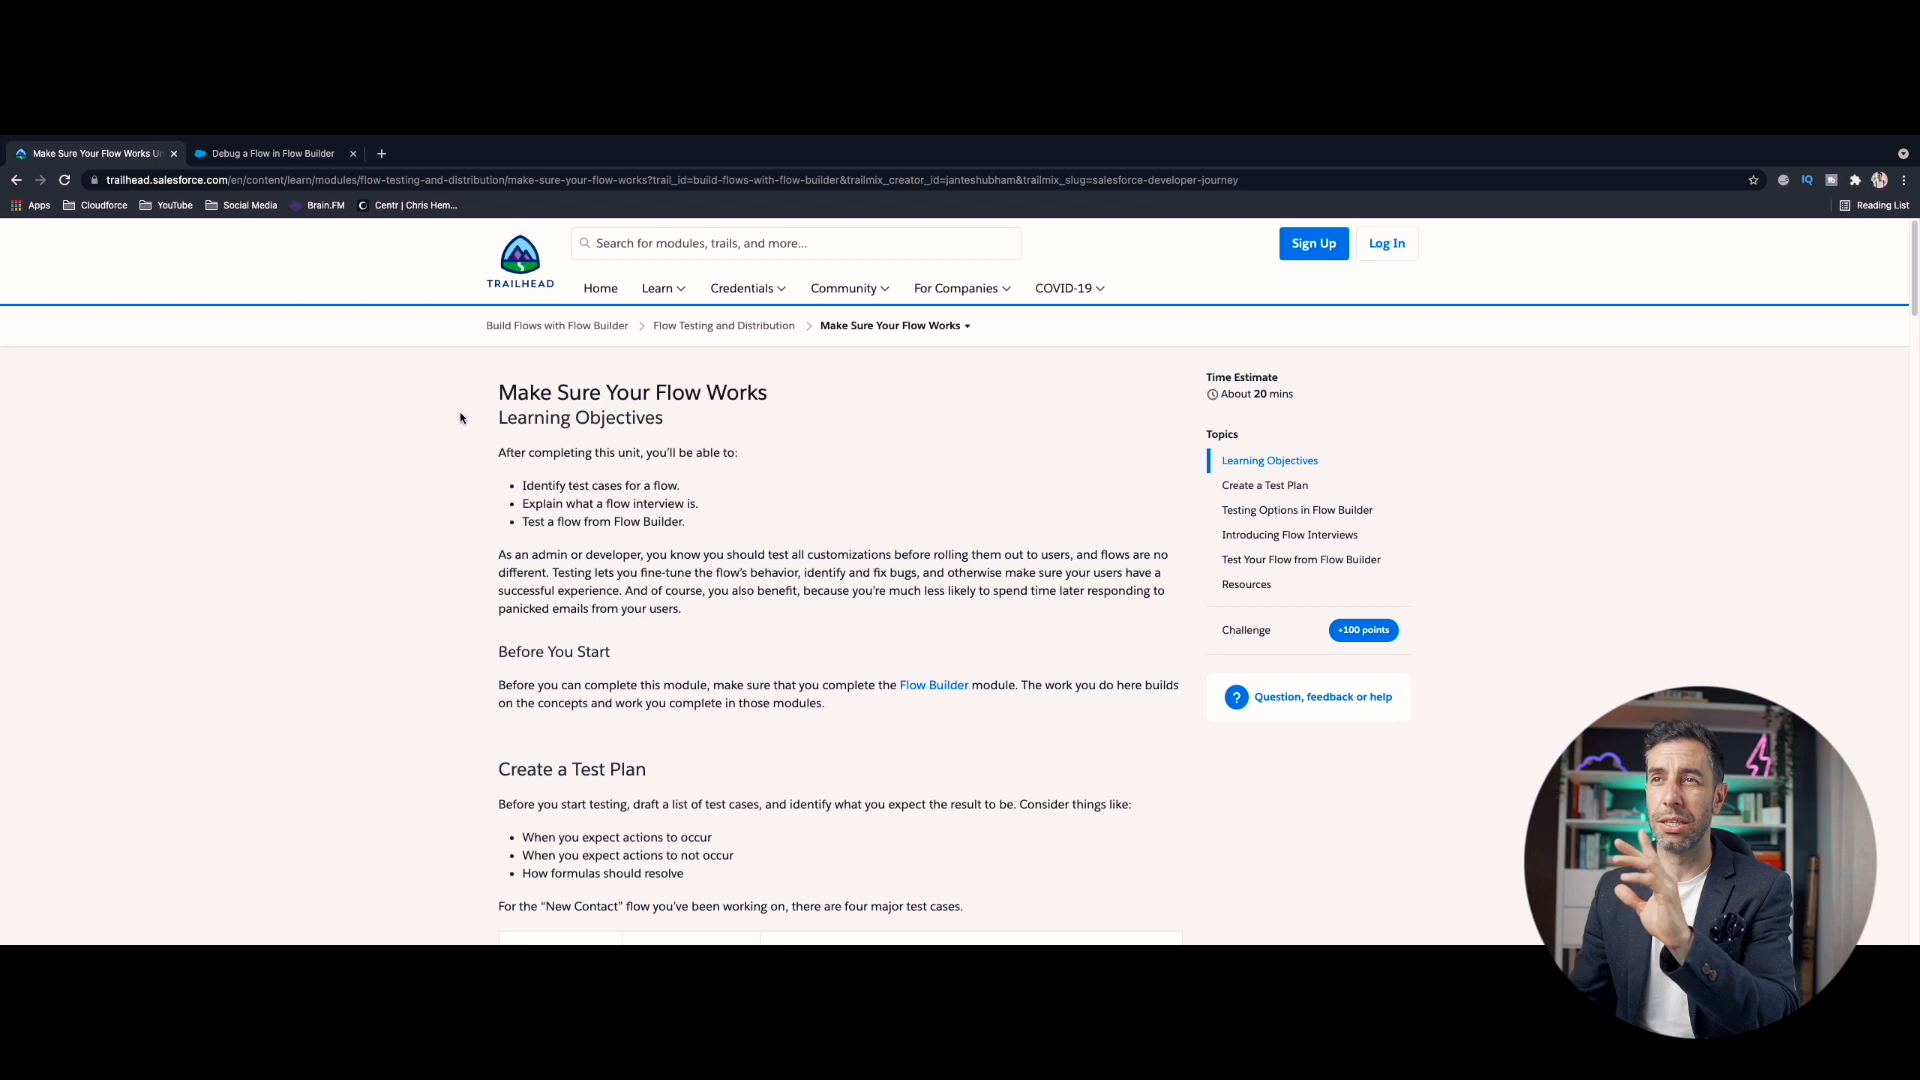 Make Sure Your Flow Works Un
Debug a Flow in Flow Builder
trailhead.salesforce.com/en/content/learn/modules/flow-testing-and-distribution/make-sure-your-flow-works?trail_id=build-flows-with-flow-builder&trailmix_creator_id=janteshubham&trailmix_slug=salesforce-developer-journey
IQ
Apps
Cloudforce
YouTube
Social Media
Brain.FM
Centr | Chris Hem...
Reading List
TRAILHEAD
Search for modules, trails, and more...
Sign Up
Log In
Home
Learn
Credentials
Community
For Companies
COVID-19
Build Flows with Flow Builder
Flow Testing and Distribution
Make Sure Your Flow Works
Make Sure Your Flow Works
Learning Objectives
After completing this unit, you’ll be able to:
• Identify test cases for a flow.
• Explain what a flow interview is.
• Test a flow from Flow Builder.
As an admin or developer, you know you should test all customizations before rolling them out to users, and flows are no
different. Testing lets you fine-tune the flow’s behavior, identify and fix bugs, and otherwise make sure your users have a
successful experience. And of course, you also benefit, because you’re much less likely to spend time later responding to
panicked emails from your users.
Before You Start
Before you can complete this module, make sure that you complete the Flow Builder module. The work you do here builds
on the concepts and work you complete in those modules.
Create a Test Plan
Before you start testing, draft a list of test cases, and identify what you expect the result to be. Consider things like:
• When you expect actions to occur
• When you expect actions to not occur
• How formulas should resolve
For the “New Contact” flow you’ve been working on, there are four major test cases.
Time Estimate
About 20 mins
Topics
Learning Objectives
Create a Test Plan
Testing Options in Flow Builder
Introducing Flow Interviews
Test Your Flow from Flow Builder
Resources
Challenge
+100 points
? Question, feedback or help